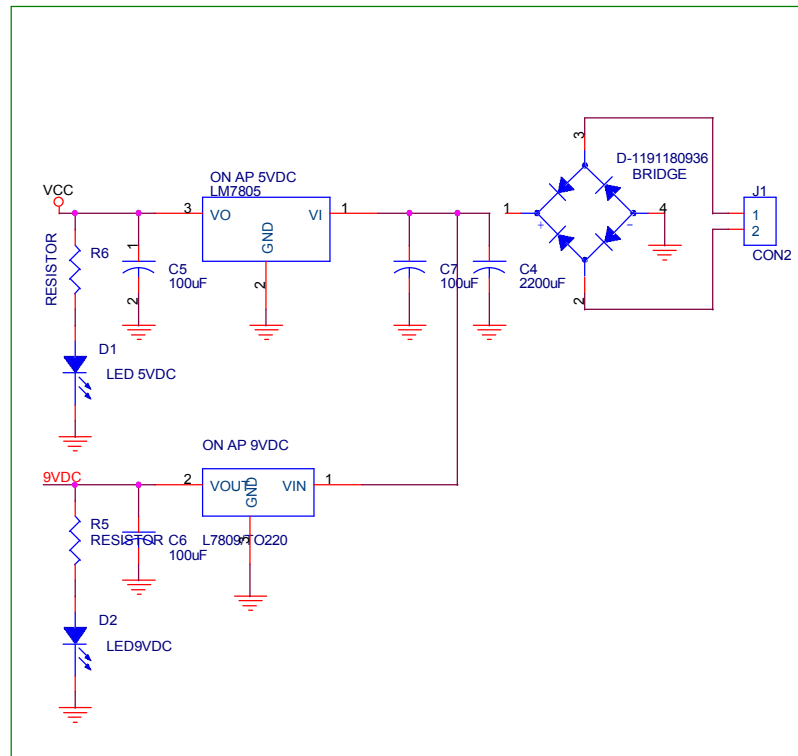 3
D-1191180936
BRIDGE
ON AP 5VDC
LM7805
VCC
J1
3
VO
VI
1
1
+
-
4
1
2
CON2
RESISTOR
R6
1
C5
100uF
2
GND
2
C7
100uF
C4
2200uF
2
D1
LED 5VDC
ON AP 9VDC
9VDC
2
VOUT
GND
VIN
1
R5
RESISTOR
C6
100uF
3
L7809/TO220
D2
LED9VDC